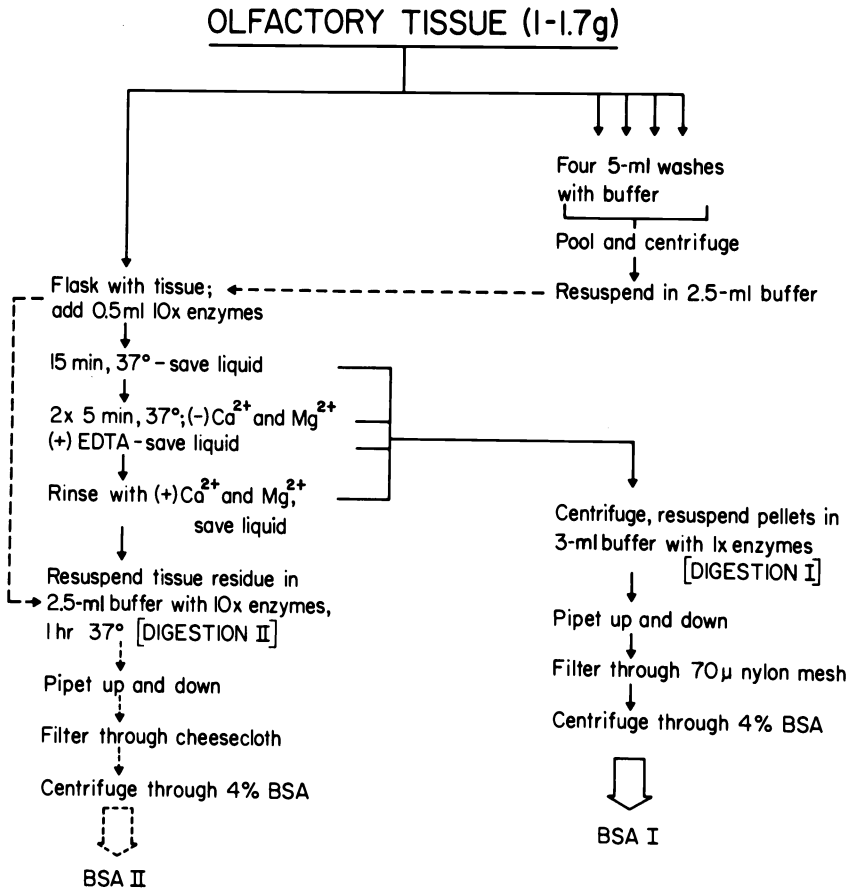 OLFACTORY TISSUE (1-1.7g)
Four 5-ml washes
with buffer
Pool and centrifuge
Resuspend in 2.5-ml buffer
Flask with tissue;
add 0.5ml 10x enzymes
15 min, 37° - save liquid
2x 5 min, 37°; (-)Ca2+ and Mg2+
(+) EDTA - save liquid
Rinse with (+)Ca2+ and Mg2+,
save liquid
Resuspend tissue residue in
2.5-ml buffer with 10x enzymes,
1 hr 37° [DIGESTION II]
Pipet up and down
Filter through cheesecloth
Centrifuge through 4% BSA
BSA II
Centrifuge, resuspend pellets in
3-ml buffer with 1x enzymes
[DIGESTION I]
Pipet up and down
Filter through 70μ nylon mesh
Centrifuge through 4% BSA
BSA I